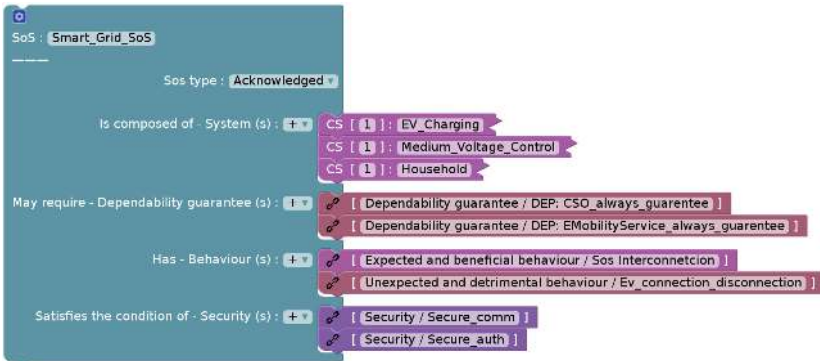 SoS : Smart_Grid_SoS
Sos type : Acknowledged
Is composed of - System (s) : + CS [ 1 ] : EV_Charging
CS [ 1 ] : Medium_Voltage_Control
CS [ 1 ] : Household
May require - Dependability guarantee (s) : + [ Dependability guarantee / DEP: CSO_always_guarentee ]
[ Dependability guarantee / DEP: EMobilityService_always_guarentee ]
Has - Behaviour (s) : + [ Expected and beneficial behaviour / Sos Interconnetcion ]
[ Unexpected and detrimental behaviour / Ev_connection_disconnection ]
Satisfies the condition of - Security (s) : + [ Security / Secure_comm ]
[ Security / Secure_auth ]